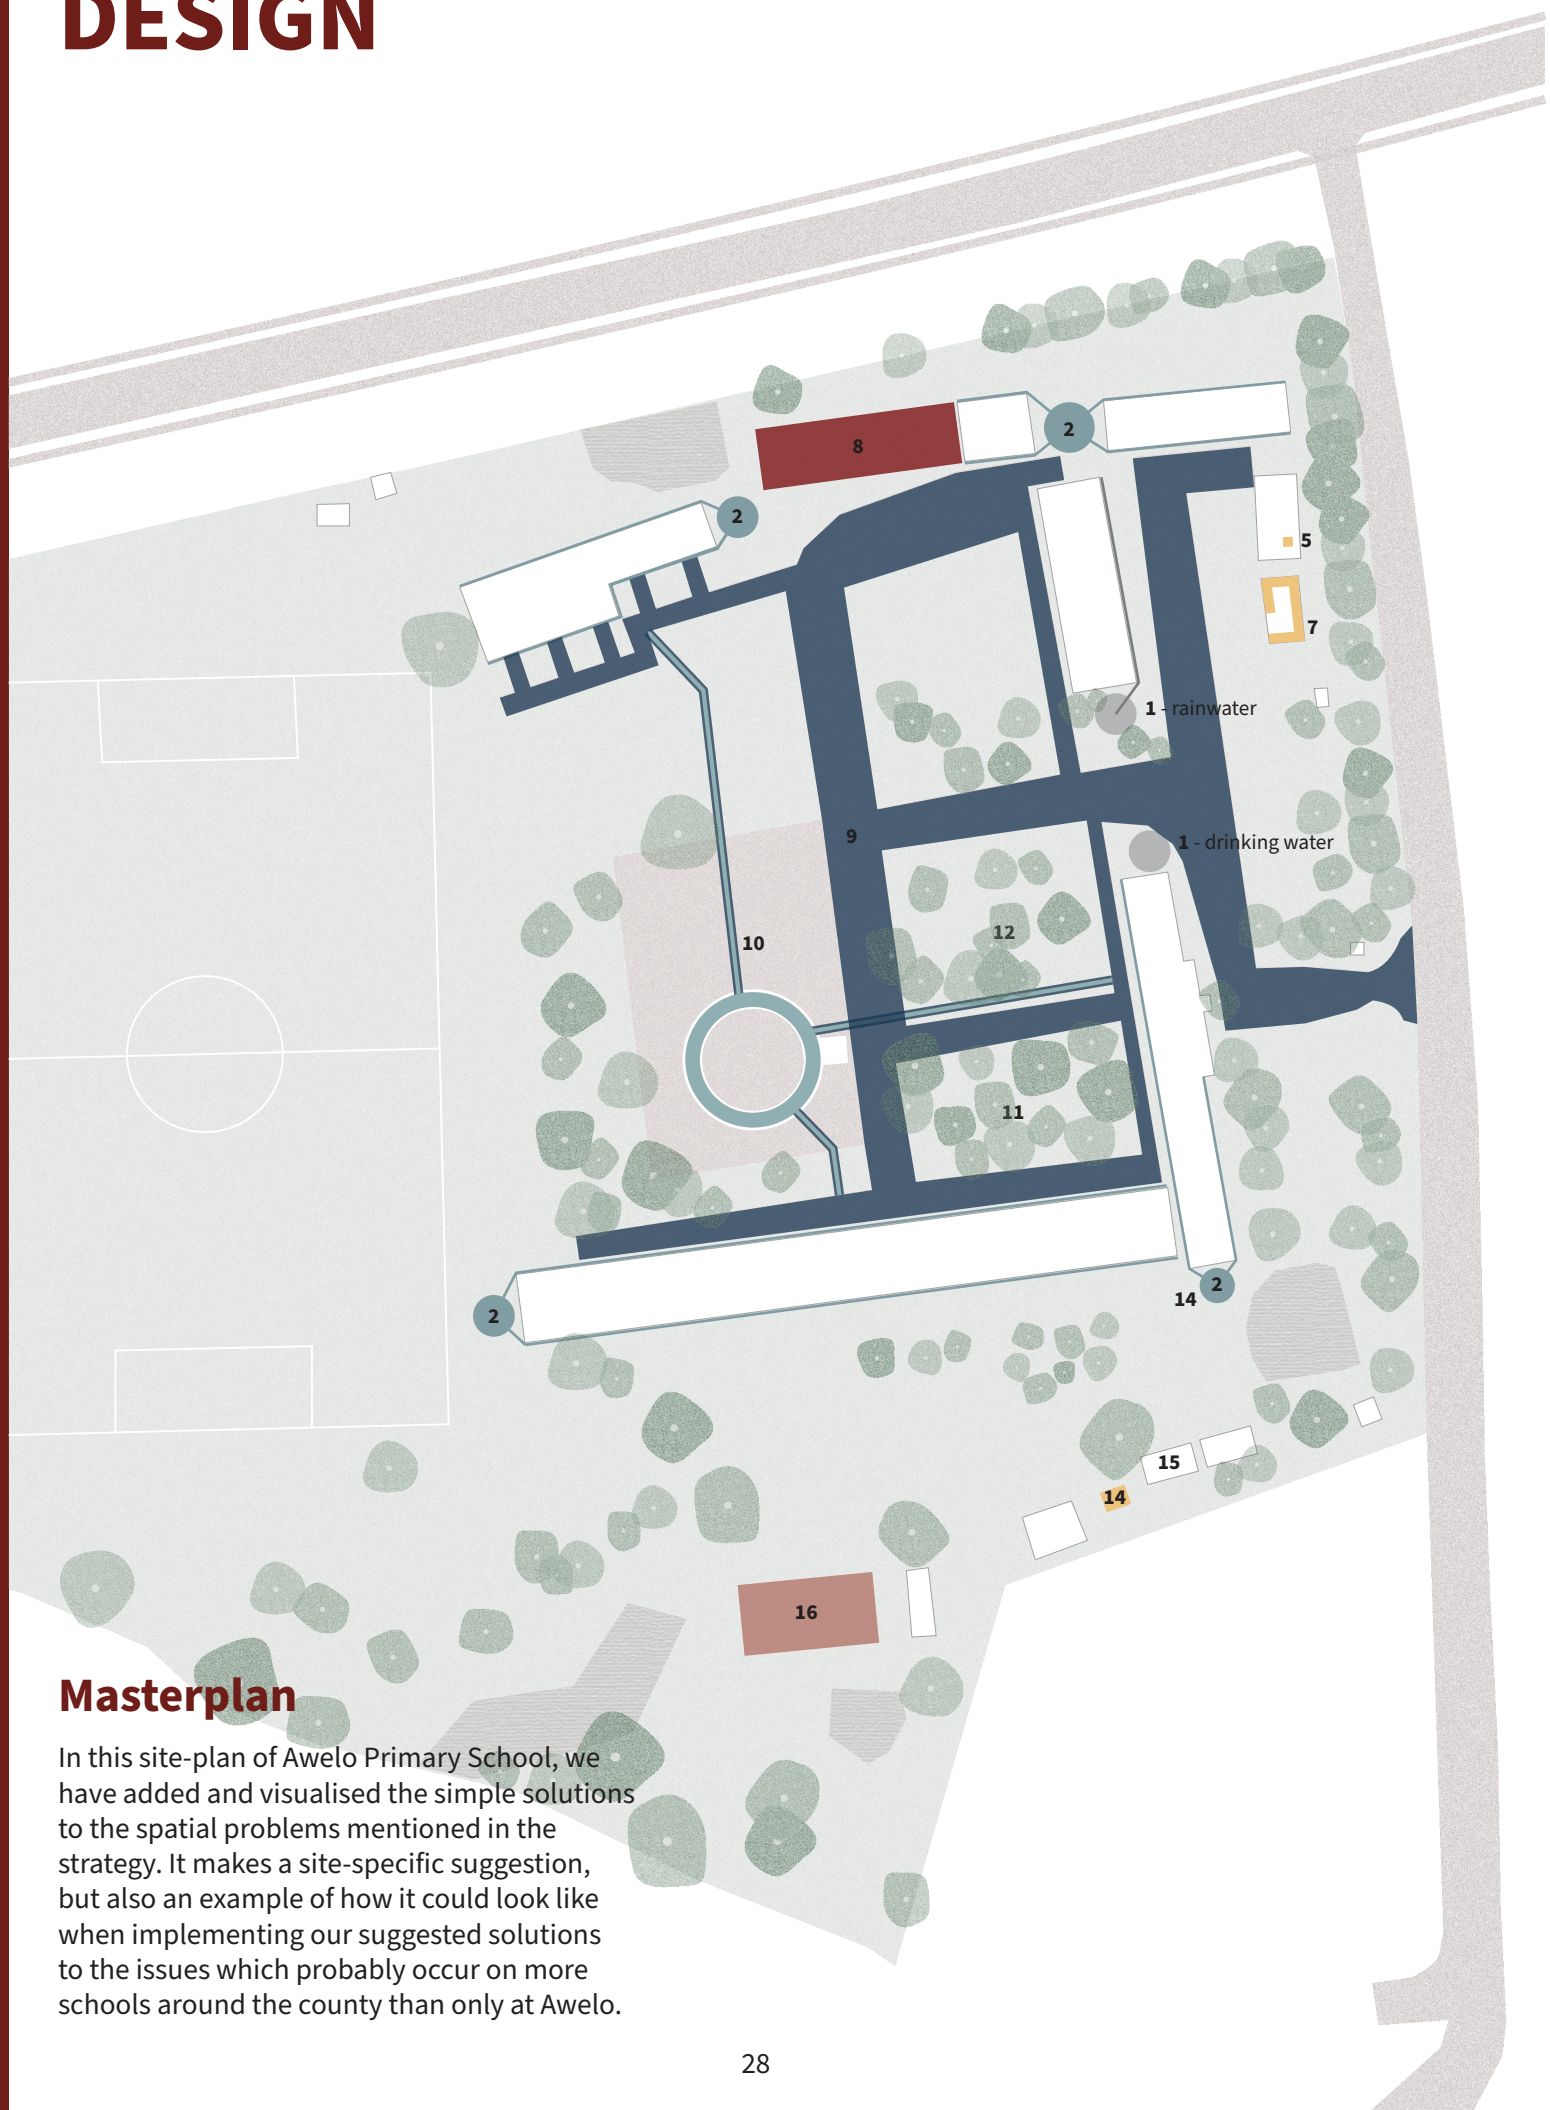 DESIGN
8
2
2
5
7
1 - rainwater
9
1 - drinking water
12
10
11
2
14
2
15
14
16
Masterplan
In this site-plan of Awelo Primary School, we
have added and visualised the simple solutions
to the spatial problems mentioned in the
strategy. It makes a site-specific suggestion,
but also an example of how it could look like
when implementing our suggested solutions
to the issues which probably occur on more
schools around the county than only at Awelo.
28